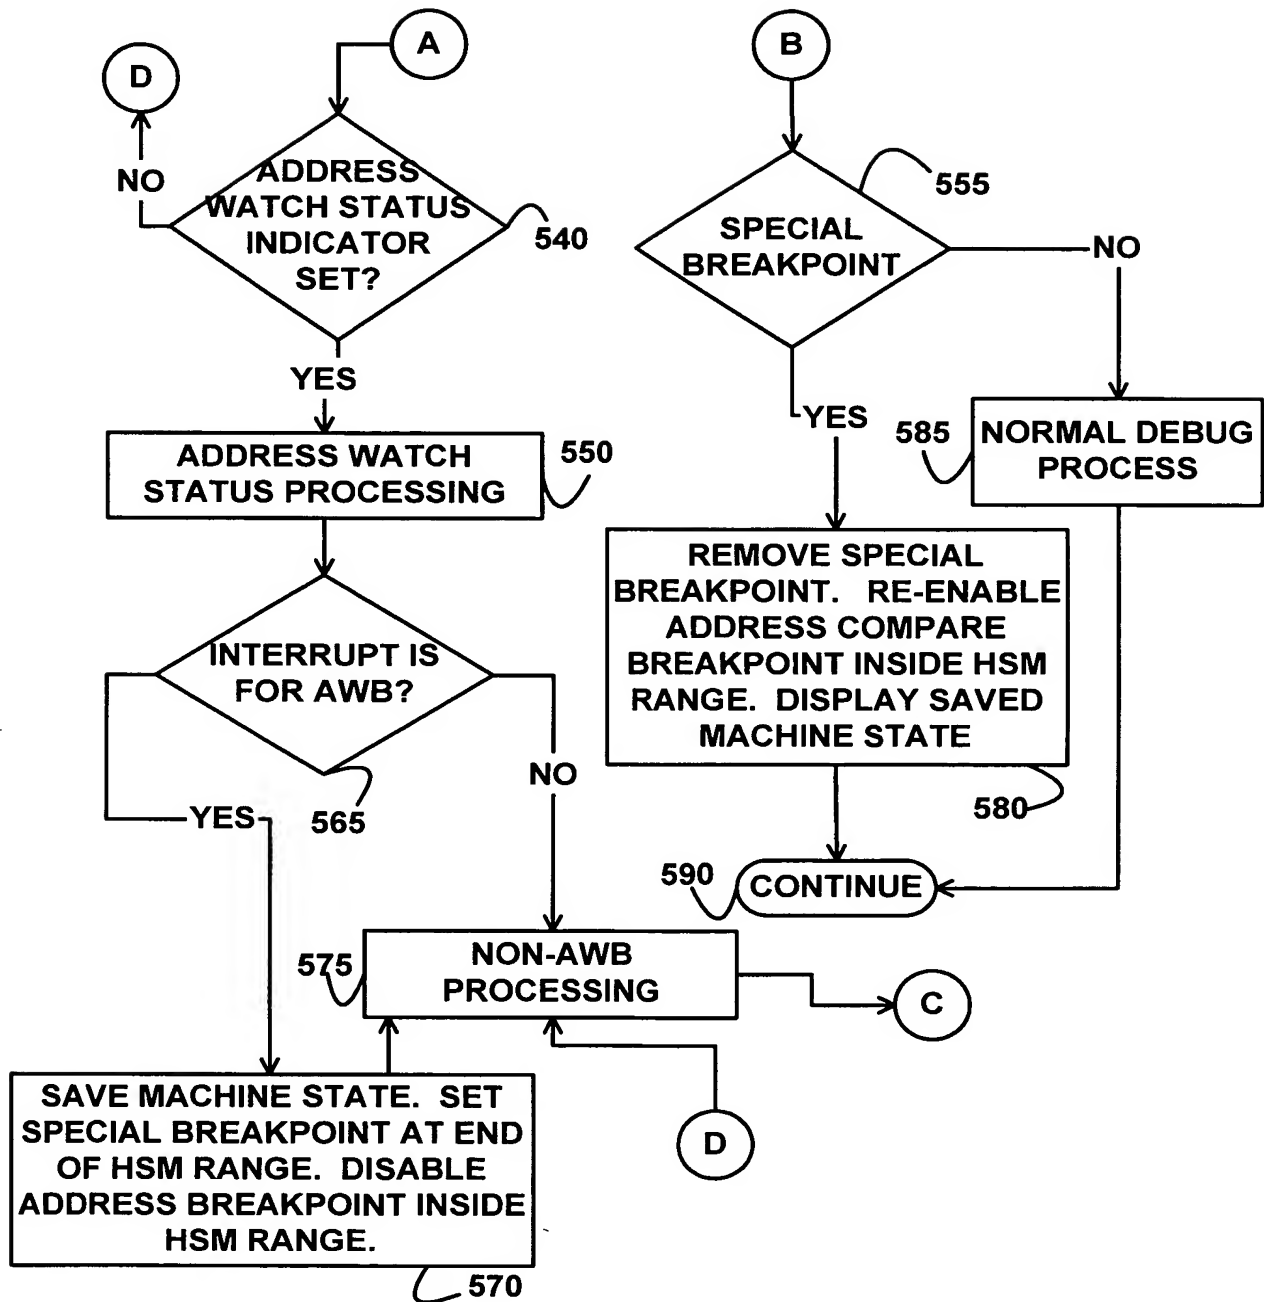 A
D
NO
ADDRESS
WATCH STATUS
INDICATOR
SET?
540
YES
ADDRESS WATCH
STATUS PROCESSING
550
INTERRUPT IS
FOR AWB?
565
YES
NO
575
NON-AWB
PROCESSING
C
D
SAVE MACHINE STATE. SET
SPECIAL BREAKPOINT AT END
OF HSM RANGE. DISABLE
ADDRESS BREAKPOINT INSIDE
HSM RANGE.
570
B
555
SPECIAL
BREAKPOINT
NO
YES
585
NORMAL DEBUG
PROCESS
REMOVE SPECIAL
BREAKPOINT. RE-ENABLE
ADDRESS COMPARE
BREAKPOINT INSIDE HSM
RANGE. DISPLAY SAVED
MACHINE STATE
580
590
CONTINUE